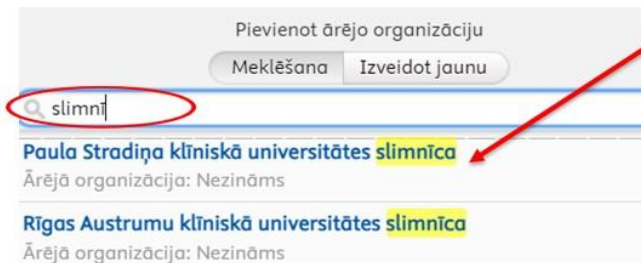 Pievienot ārējo organizāciju
Meklēšana Izveidot jaunu
slimnī
Paula Stradiņa klīniskā universitātes slimnīca
Ārējā organizācija: Nezināms
Rīgas Austrumu klīniskā universitātes slimnīca
Ārējā organizācija: Nezināms